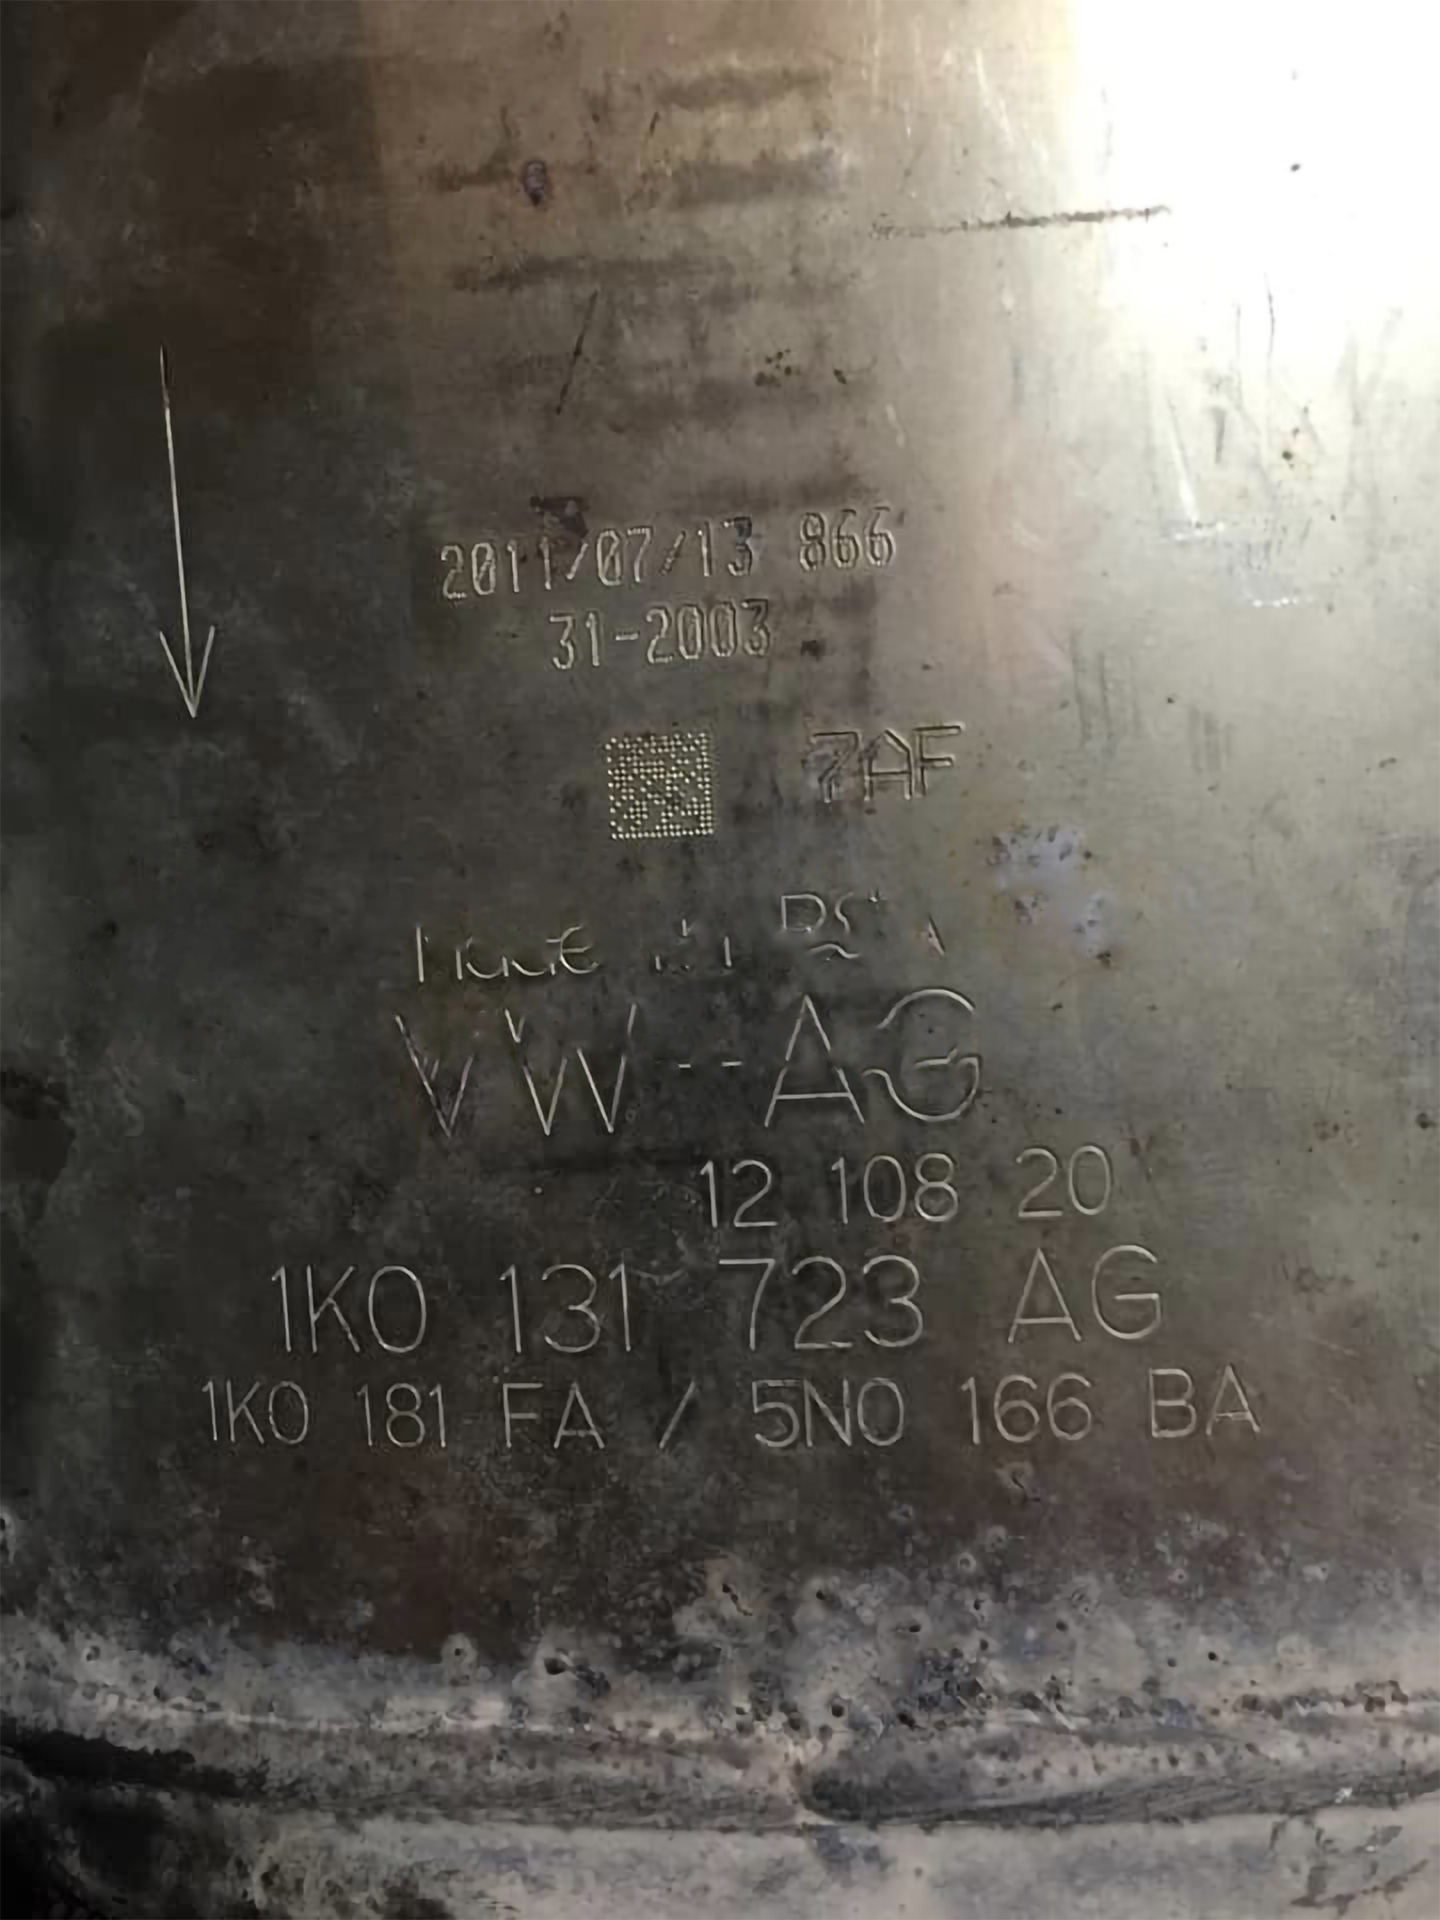 2011/07/13 866
31-2003
7AF
VW--AG
12 108 20
1K0 131 723 AG
1K0 181 FA / 5N0 166 BA